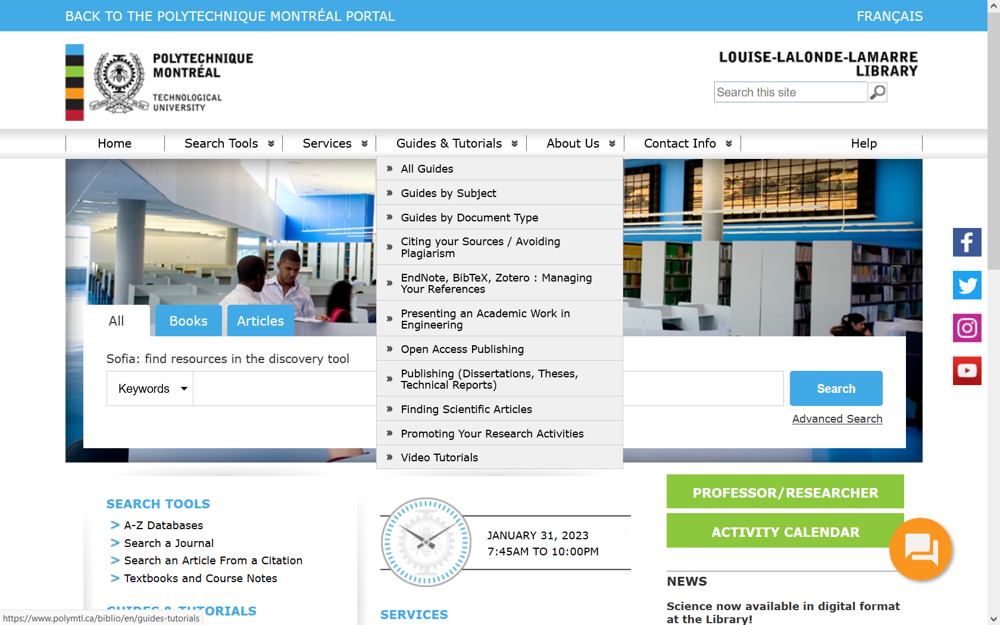 BACK TO THE POLYTECHNIQUE MONTRÉAL PORTAL
FRANÇAIS
POLYTECHNIQUE
MONTRÉAL
TECHNOLOGICAL
UNIVERSITY
LOUISE-LALONDE-LAMARRE
LIBRARY
Search this site
Home
Search Tools
Services
Guides & Tutorials
About Us
Contact Info
Help
All Guides
Guides by Subject
Guides by Document Type
Citing your Sources / Avoiding
Plagiarism
EndNote, BibTeX, Zotero : Managing
Your References
Presenting an Academic Work in
Engineering
Open Access Publishing
Publishing (Dissertations, Theses,
Technical Reports)
Finding Scientific Articles
Promoting Your Research Activities
Video Tutorials
All
Books
Articles
Sofia: find resources in the discovery tool
Keywords
Search
Advanced Search
SEARCH TOOLS
> A-Z Databases
> Search a Journal
> Search an Article From a Citation
> Textbooks and Course Notes
GUIDES & TUTORIALS
JANUARY 31, 2023
7:45AM TO 10:00PM
SERVICES
PROFESSOR/RESEARCHER
ACTIVITY CALENDAR
NEWS
Science now available in digital format
at the Library!
https://www.polymtl.ca/biblio/en/guides-tutorials